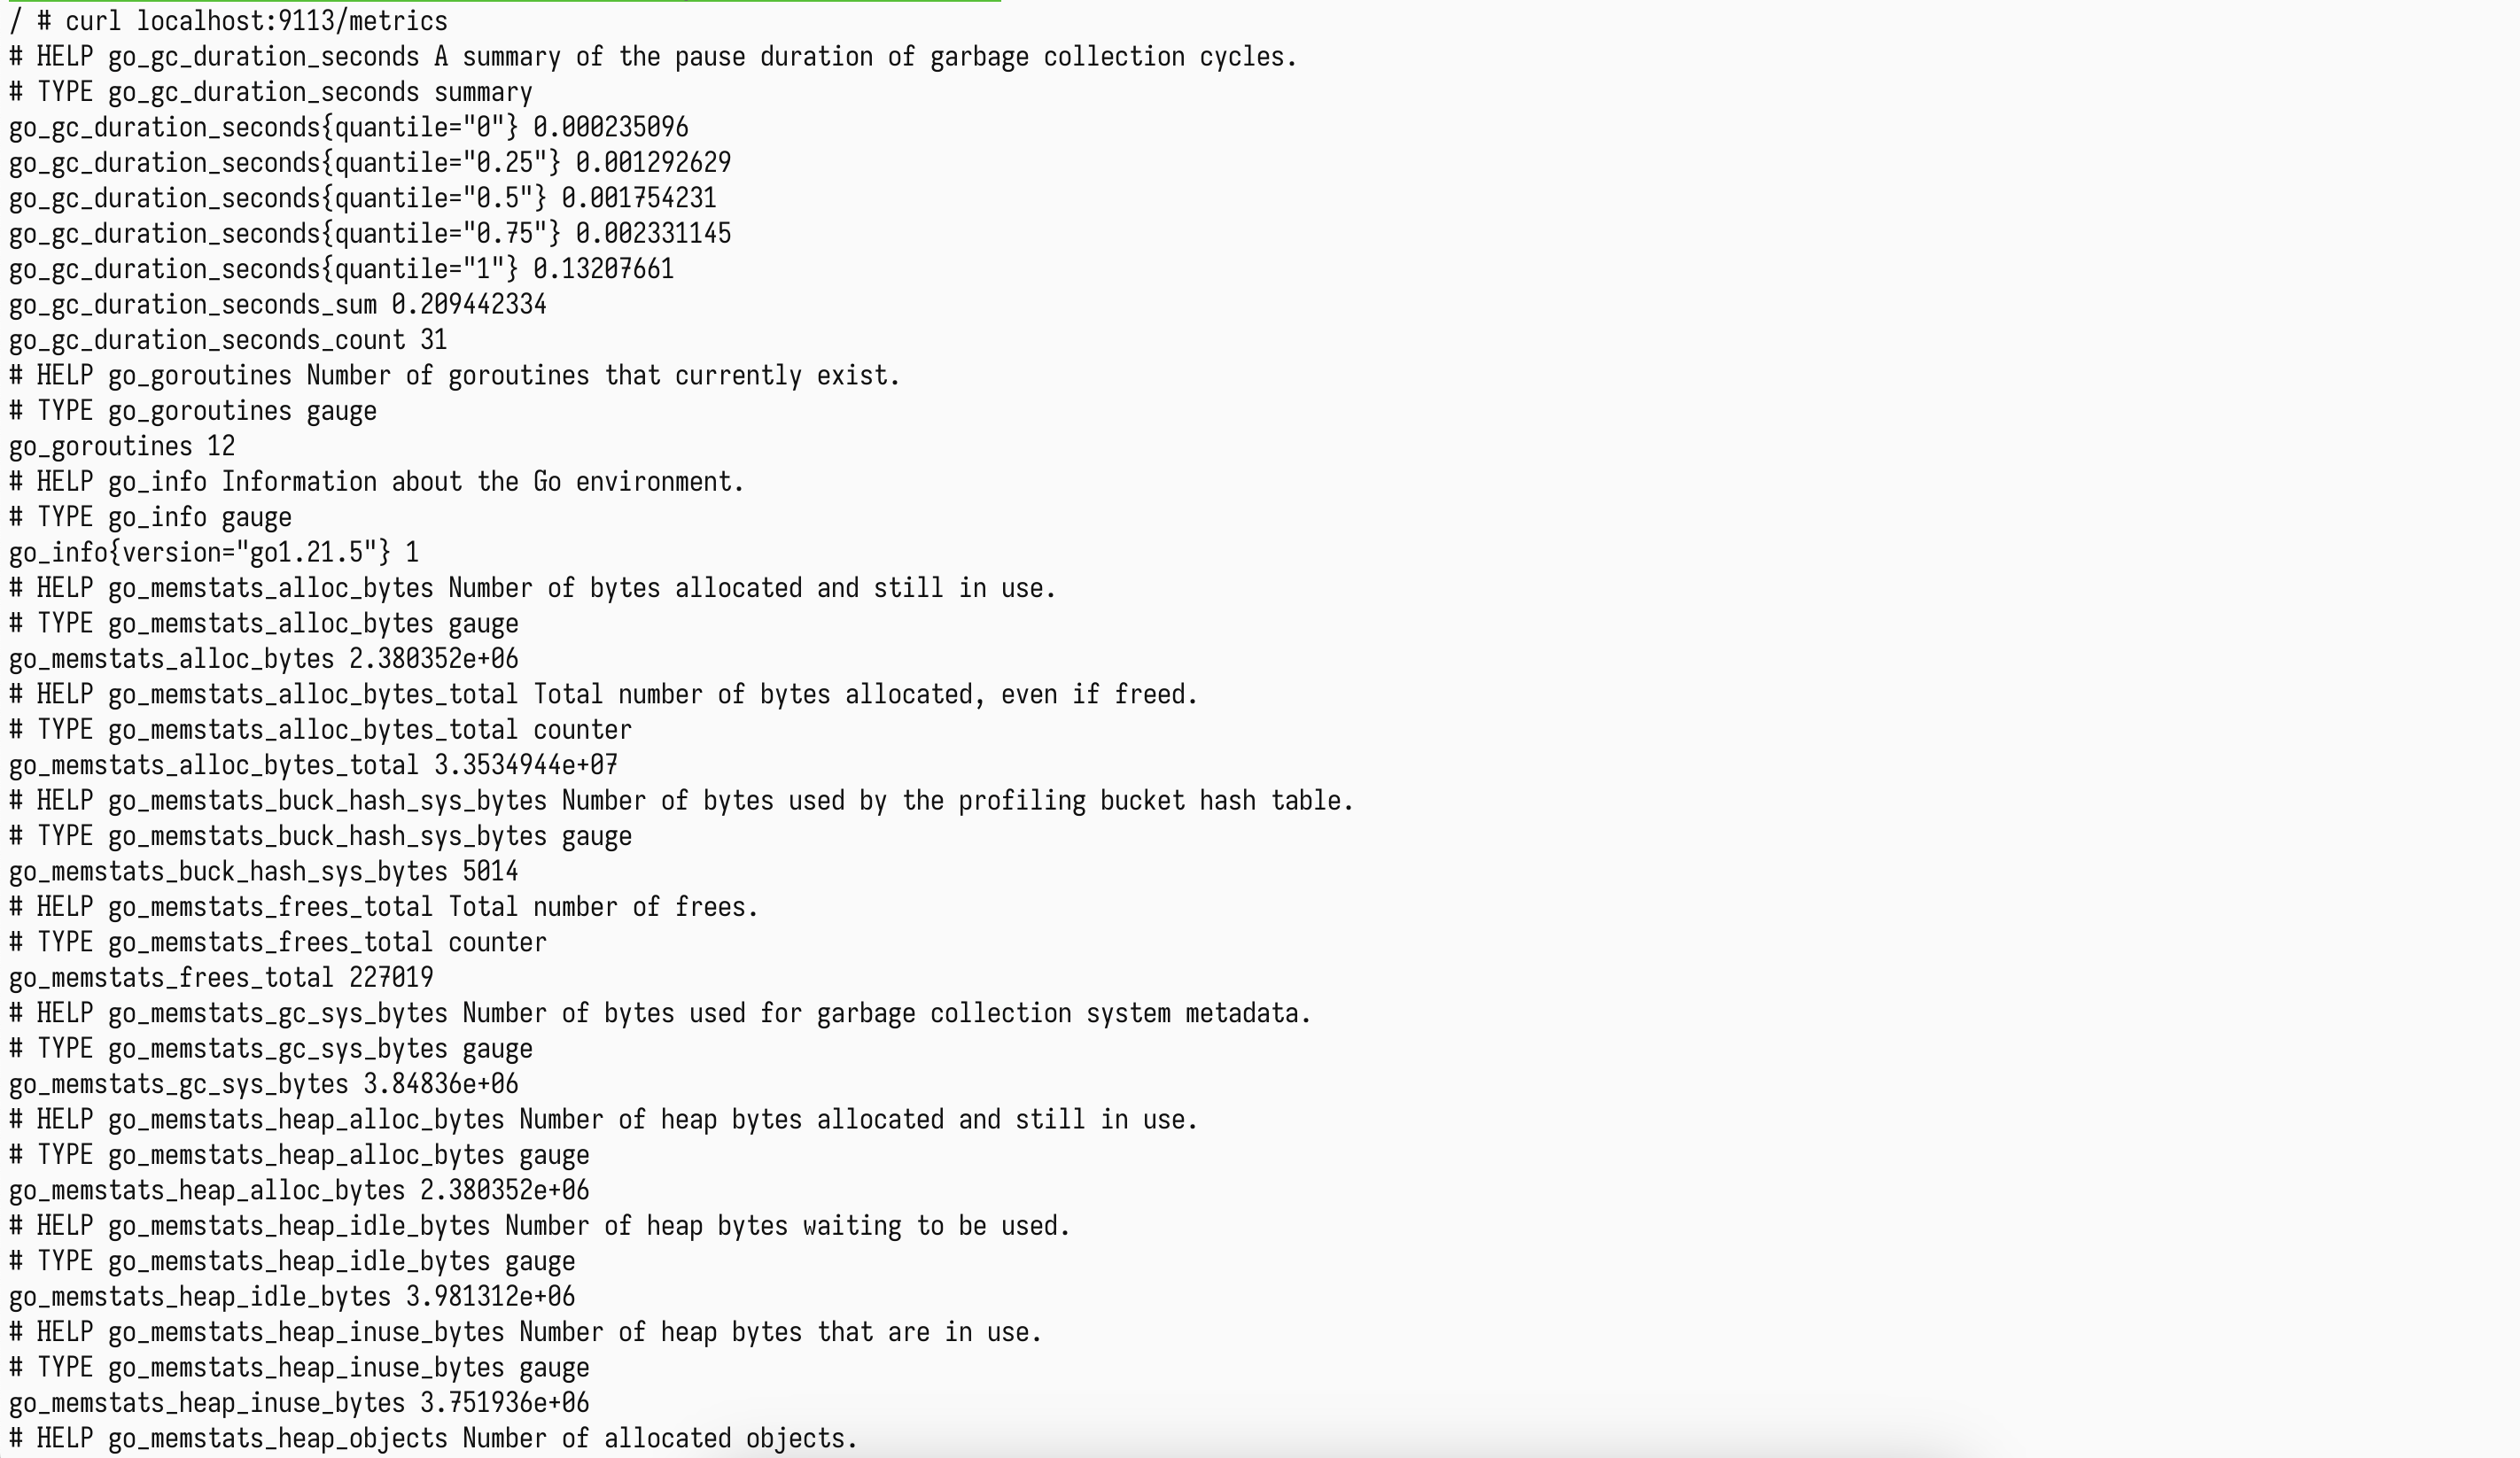 / # curl localhost:9113/metrics
# HELP go_gc_duration_seconds A summary of the pause duration of garbage collection cycles.
# TYPE go_gc_duration_seconds summary
go_gc_duration_seconds{quantile="0"} 0.000235096
go_gc_duration_seconds{quantile="0.25"} 0.001292629
go_gc_duration_seconds{quantile="0.5"} 0.001754231
go_gc_duration_seconds{quantile="0.75"} 0.002331145
go_gc_duration_seconds{quantile="1"} 0.13207661
go_gc_duration_seconds_sum 0.209442334
go_gc_duration_seconds_count 31
# HELP go_goroutines Number of goroutines that currently exist.
# TYPE go_goroutines gauge
go_goroutines 12
# HELP go_info Information about the Go environment.
# TYPE go_info gauge
go_info{version="go1.21.5"} 1
# HELP go_memstats_alloc_bytes Number of bytes allocated and still in use.
# TYPE go_memstats_alloc_bytes gauge
go_memstats_alloc_bytes 2.380352e+06
# HELP go_memstats_alloc_bytes_total Total number of bytes allocated, even if freed.
# TYPE go_memstats_alloc_bytes_total counter
go_memstats_alloc_bytes_total 3.3534944e+07
# HELP go_memstats_buck_hash_sys_bytes Number of bytes used by the profiling bucket hash table.
# TYPE go_memstats_buck_hash_sys_bytes gauge
go_memstats_buck_hash_sys_bytes 5014
# HELP go_memstats_frees_total Total number of frees.
# TYPE go_memstats_frees_total counter
go_memstats_frees_total 227019
# HELP go_memstats_gc_sys_bytes Number of bytes used for garbage collection system metadata.
# TYPE go_memstats_gc_sys_bytes gauge
go_memstats_gc_sys_bytes 3.84836e+06
# HELP go_memstats_heap_alloc_bytes Number of heap bytes allocated and still in use.
# TYPE go_memstats_heap_alloc_bytes gauge
go_memstats_heap_alloc_bytes 2.380352e+06
# HELP go_memstats_heap_idle_bytes Number of heap bytes waiting to be used.
# TYPE go_memstats_heap_idle_bytes gauge
go_memstats_heap_idle_bytes 3.981312e+06
# HELP go_memstats_heap_inuse_bytes Number of heap bytes that are in use.
# TYPE go_memstats_heap_inuse_bytes gauge
go_memstats_heap_inuse_bytes 3.751936e+06
# HELP go_memstats_heap_objects Number of allocated objects.